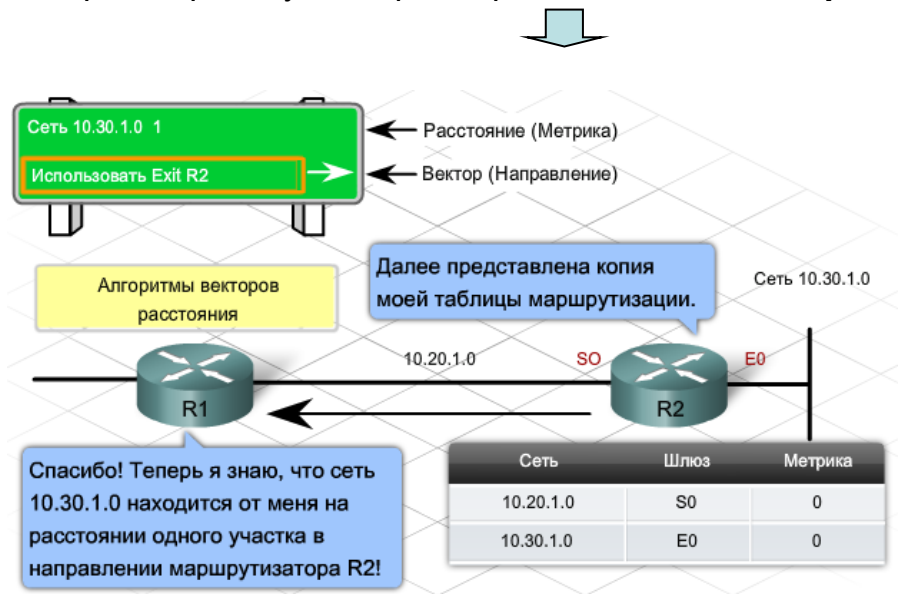 Сеть 10.30.1.0 1
Расстояние (Метрика)
Использовать Exit R2
Вектор (Направление)
Далее представлена копия
моей таблицы маршрутизации.
Сеть 10.30.1.0
Алгоритмы векторов
расстояния
10.20.1.0
SO
E0
R1
R2
Спасибо! Теперь я знаю, что сеть
10.30.1.0 находится от меня на
расстоянии одного участка в
направлении маршрутизатора R2!
Сеть Шлюз Метрика
10.20.1.0 S0 0
10.30.1.0 E0 0